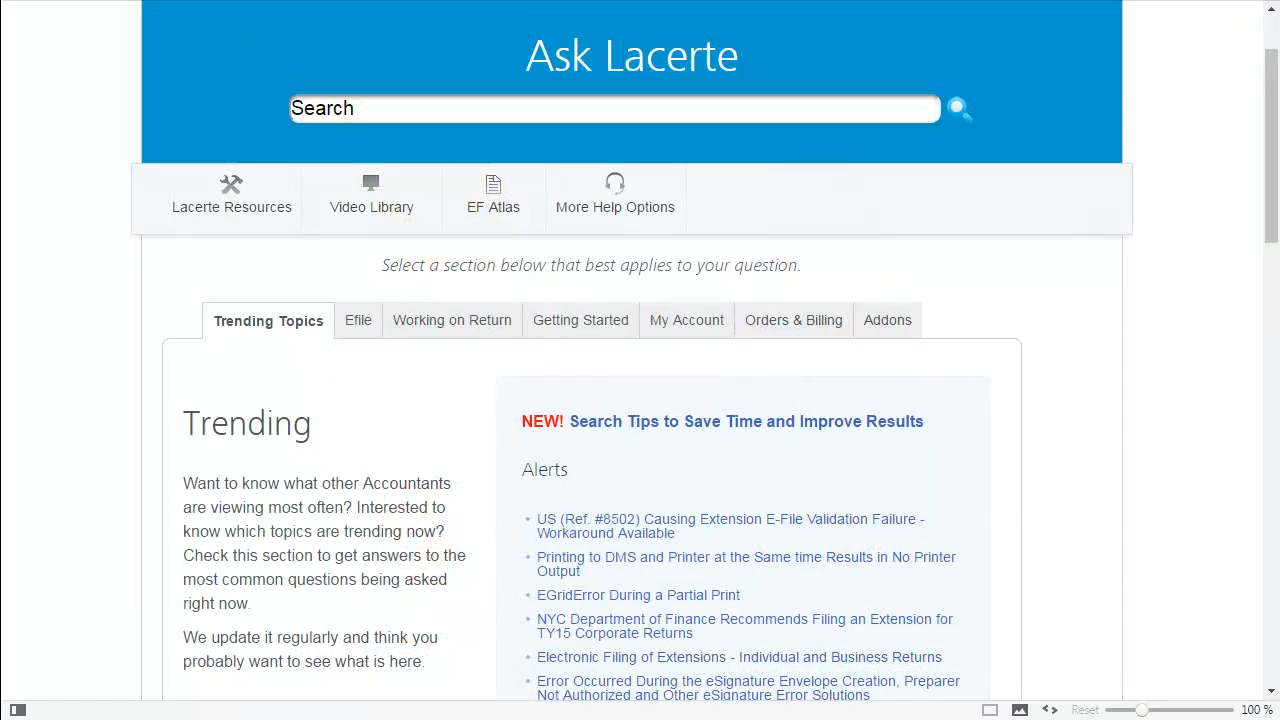 Ask Lacerte
Search
Lacerte Resources
Video Library
EF Atlas
More Help Options
Select a section below that best applies to your question.
Trending Topics
Efile
Working on Return
Getting Started
My Account
Orders & Billing
Addons
Trending
Want to know what other Accountants
are viewing most often? Interested to
know which topics are trending now?
Check this section to get answers to the
most common questions being asked
right now.
We update it regularly and think you
probably want to see what is here.
NEW! Search Tips to Save Time and Improve Results
Alerts
US (Ref. #8502) Causing Extension E-File Validation Failure -
Workaround Available
Printing to DMS and Printer at the Same time Results in No Printer
Output
EGridError During a Partial Print
NYC Department of Finance Recommends Filing an Extension for
TY15 Corporate Returns
Electronic Filing of Extensions - Individual and Business Returns
Error Occurred During the eSignature Envelope Creation, Preparer
Not Authorized and Other eSignature Error Solutions
Reset
100 %